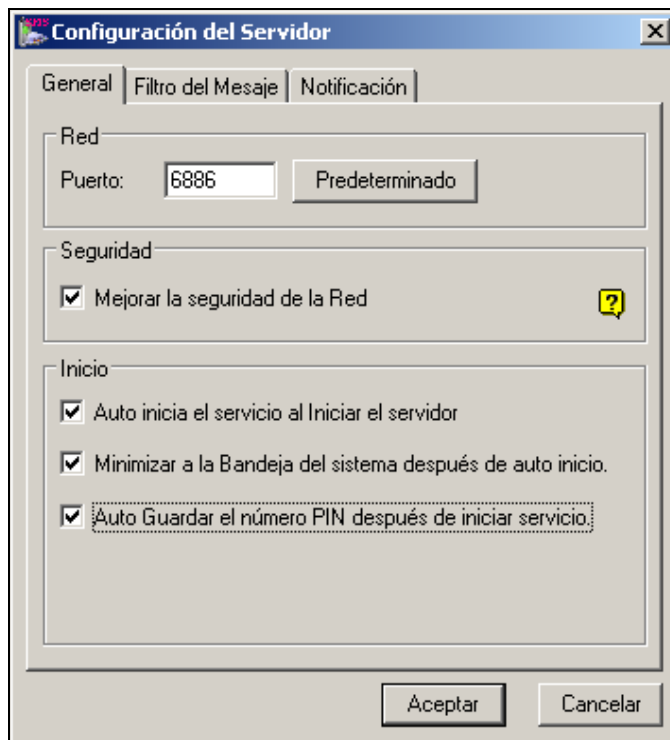 Configuración del Servidor
General
Filtro del Mesaje
Notificación
Red
Puerto:
6886
Predeterminado
Seguridad
Mejorar la seguridad de la Red
Inicio
Auto inicia el servicio al Iniciar el servidor
Minimizar a la Bandeja del sistema después de auto inicio.
Auto Guardar el número PIN después de iniciar servicio.
Aceptar
Cancelar